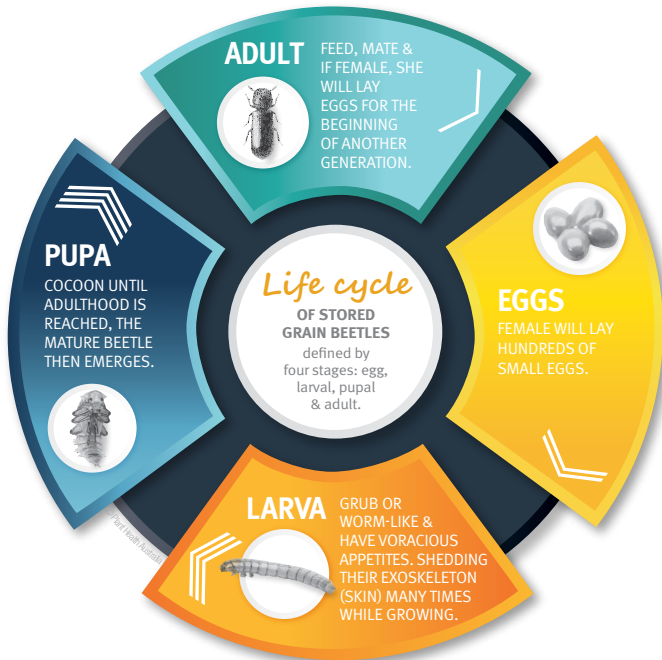 ADULT
FEED, MATE &
IF FEMALE, SHE
WILL LAY
EGGS FOR THE
BEGINNING
OF ANOTHER
GENERATION.
EGGS
FEMALE WILL LAY
HUNDREDS OF
SMALL EGGS.
LARVA
GRUB OR
WORM-LIKE &
HAVE VORACIOUS
APPETITES. SHEDDING
THEIR EXOSKELETON
(SKIN) MANY TIMES
WHILE GROWING.
PUPA
COCOON UNTIL
ADULTHOOD IS
REACHED, THE
MATURE BEETLE
THEN EMERGES.
Life cycle
OF STORED
GRAIN BEETLES
defined by
four stages: egg,
larval, pupal
& adult.
© Plant Health Australia